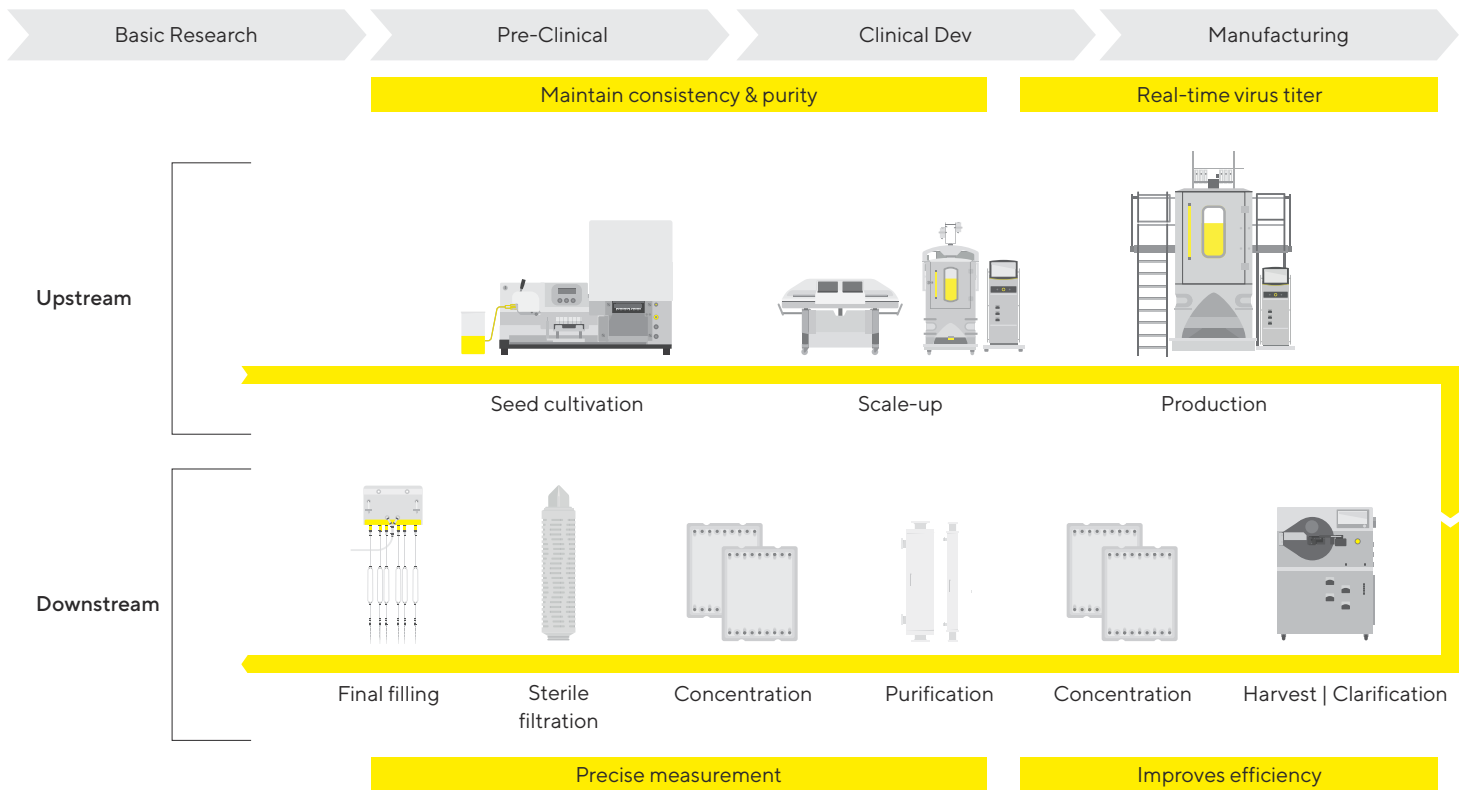 Basic Research
Pre-Clinical
Clinical Dev
Manufacturing
Maintain consistency & purity
Real-time virus titer
Upstream
Seed cultivation
Scale-up
Production
Downstream
Final filling
Sterile
filtration
Concentration
Purification
Concentration
Harvest | Clarification
Precise measurement
Improves efficiency